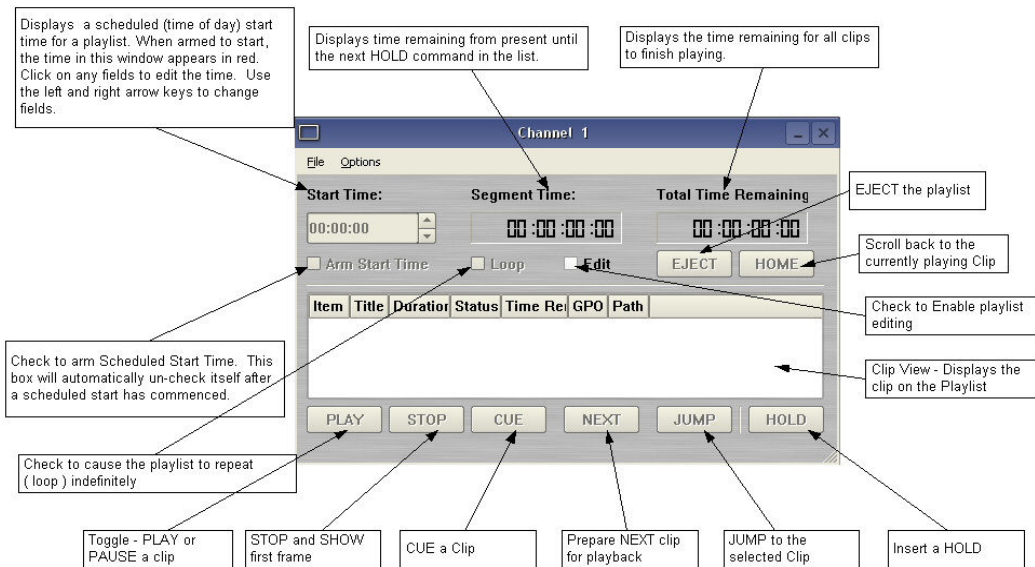 Displays a scheduled (time of day) start
time for a playlist. When armed to start,
the time in this window appears in red.
Click on any fields to edit the time. Use
the left and right arrow keys to change
fields.
Displays time remaining from present until
the next HOLD command in the list.
Displays the time remaining for all clips
to finish playing.
Channel 1
File Options
Start Time: Segment Time: Total Time Remaining
00:00:00 00:00:00:00 00:00:00:00
Arm Start Time Loop Edit EJECT HOME
EJECT the playlist
Scroll back to the
currently playing Clip
Check to Enable playlist
editing
Item Title Duration Status Time Rei GPO Path
Clip View - Displays the
clip on the Playlist
Check to arm Scheduled Start Time. This
box will automatically un-check itself after
a scheduled start has commenced.
PLAY STOP CUE NEXT JUMP HOLD
Check to cause the playlist to repeat
( loop ) indefinitely
Toggle - PLAY or
PAUSE a clip
STOP and SHOW
first frame
CUE a Clip
Prepare NEXT clip
for playback
JUMP to the
selected Clip
Insert a HOLD